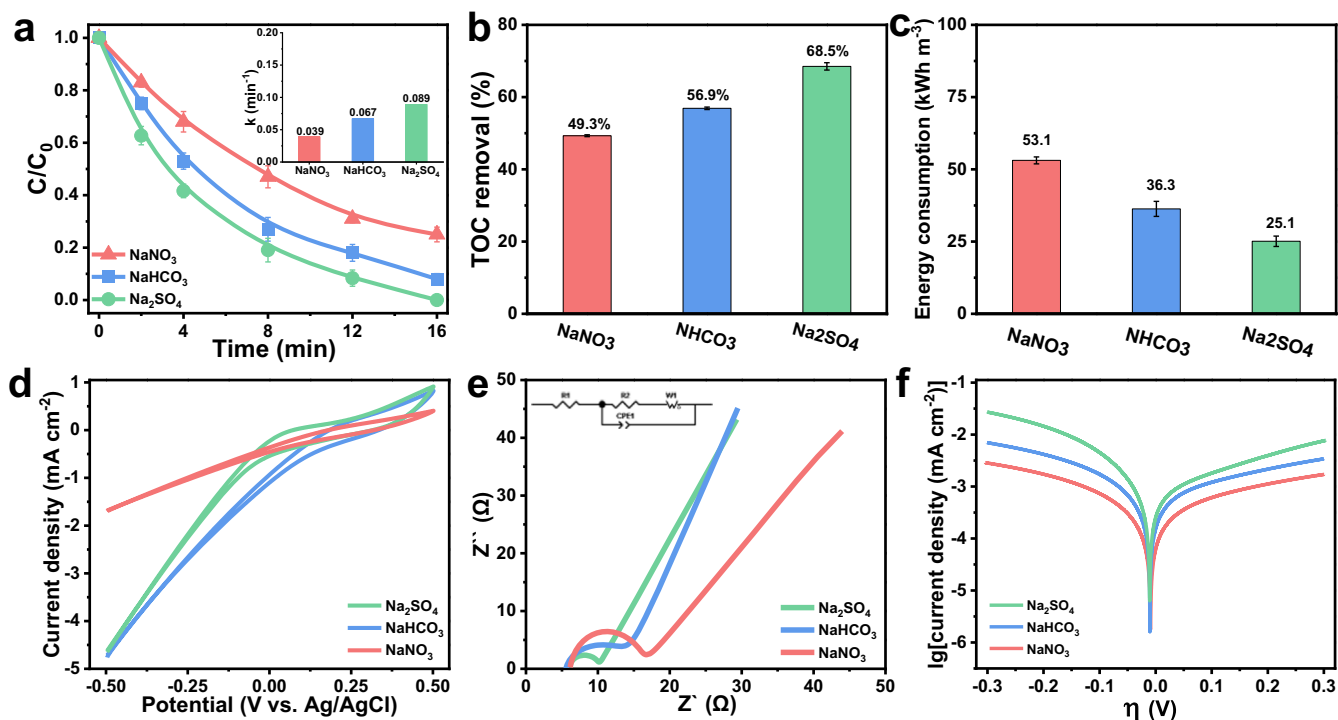 a
C/C₀
1.0
0.8
0.6
0.4
0.2
0.0
0 4 8 12 16
Time (min)
NaNO₃
NaHCO₃
Na₂SO₄
k (min⁻¹)
0.20
0.15
0.10
0.05
0.00
0.039
0.067
0.089
NaNO₃ NaHCO₃ Na₂SO₄
b
TOC removal (%)
80
60
40
20
0
49.3%
56.9%
68.5%
NaNO3 NHCO3 Na2SO4
c
Energy consumption (kWh m⁻³)
100
75
50
25
0
53.1
36.3
25.1
NaNO3 NHCO3 Na2SO4
d
Current density (mA cm⁻²)
1
0
-1
-2
-3
-4
-5
-0.50 -0.25 0.00 0.25 0.50
Potential (V vs. Ag/AgCl)
Na₂SO₄
NaHCO₃
NaNO₃
e
Z`` (Ω)
50
40
30
20
10
0
0 10 20 30 40 50
Z` (Ω)
R1 R2 W1
CPE1
Na₂SO₄
NaHCO₃
NaNO₃
f
lg[current density (mA cm⁻²)]
-1
-2
-3
-4
-5
-6
-0.3 -0.2 -0.1 0.0 0.1 0.2 0.3
η (V)
Na₂SO₄
NaHCO₃
NaNO₃